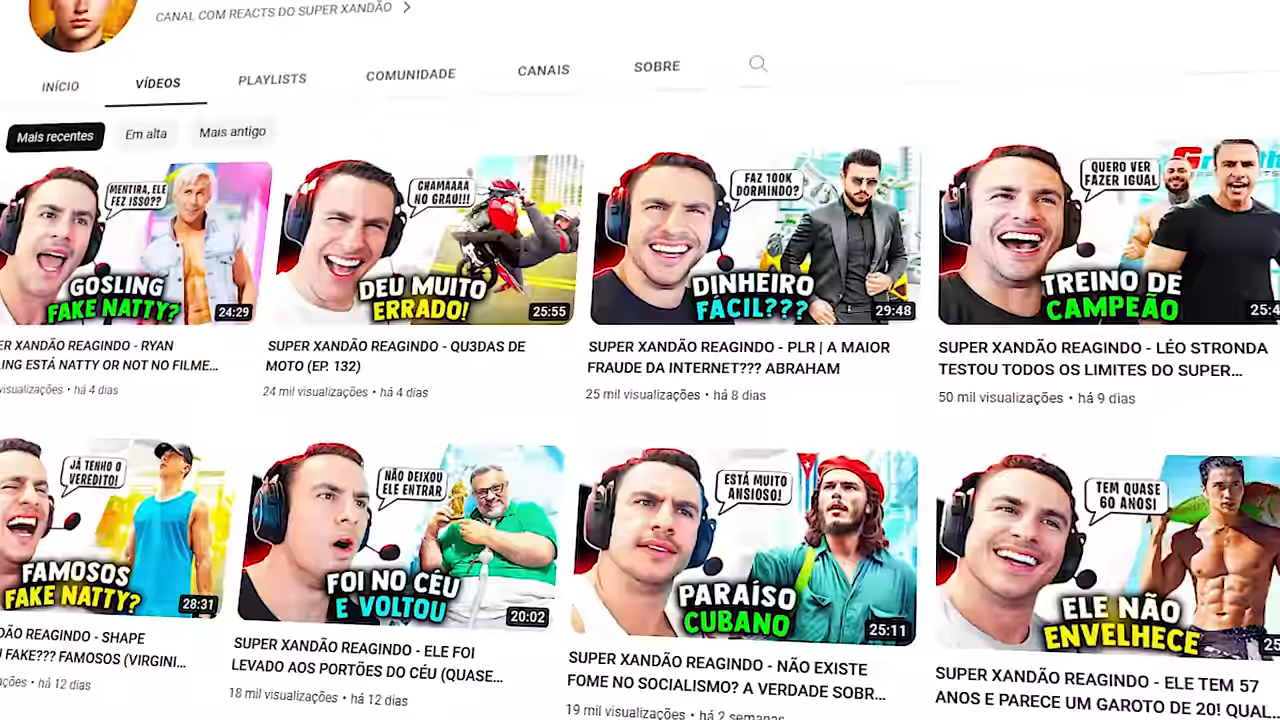 CANAL COM REACTS DO SUPER XANDÃO
INÍCIO
VÍDEOS
PLAYLISTS
COMUNIDADE
CANAIS
SOBRE
Mais recentes
Em alta
Mais antigo
MENTIRA, ELE
FEZ ISSO??
GOSLING
FAKE NATTY?
24:29
CHAMAAAA
NO GRAU!!!
DEU MUITO
ERRADO!
25:55
FAZ 100K
DORMINDO?
DINHEIRO
FÁCIL???
29:48
QUERO VER
FAZER IGUAL
TREINO DE
CAMPEÃO
25:4
ER XANDÃO REAGINDO - RYAN
LING ESTÁ NATTY OR NOT NO FILME...
visualizações • há 4 dias
SUPER XANDÃO REAGINDO - QU3DAS DE
MOTO (EP. 132)
24 mil visualizações • há 4 dias
SUPER XANDÃO REAGINDO - PLR | A MAIOR
FRAUDE DA INTERNET??? ABRAHAM
25 mil visualizações • há 8 dias
SUPER XANDÃO REAGINDO - LÉO STRONDA
TESTOU TODOS OS LIMITES DO SUPER...
50 mil visualizações • há 9 dias
JÁ TENHO O
VEREDITO!
FAMOSOS
FAKE NATTY?
28:31
NÃO DEIXOU
ELE ENTRAR
FOI NO CÉU
E VOLTOU
20:02
ESTÁ MUITO
ANSIOSO!
PARAÍSO
CUBANO
25:11
TEM QUASE
60 ANOS!
ELE NÃO
ENVELHECE
25
DÃO REAGINDO - SHAPE
FAKE??? FAMOSOS (VIRGINI...
ções • há 12 dias
SUPER XANDÃO REAGINDO - ELE FOI
LEVADO AOS PORTÕES DO CÉU (QUASE...
18 mil visualizações • há 12 dias
SUPER XANDÃO REAGINDO - NÃO EXISTE
FOME NO SOCIALISMO? A VERDADE SOBR...
19 mil visualizações • há 2 semanas
SUPER XANDÃO REAGINDO - ELE TEM 57
ANOS E PARECE UM GAROTO DE 20! QUAL...